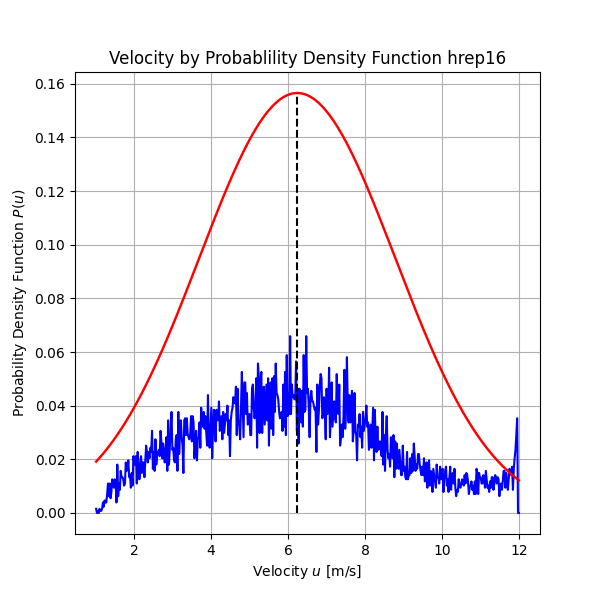 Velocity by Probablility Density Function hrep16
0.16
0.14
0.12
0.10
0.08
0.06
0.04
0.02
0.00
Probability Density Function P(u)
2 4 6 8 10 12
Velocity u [m/s]